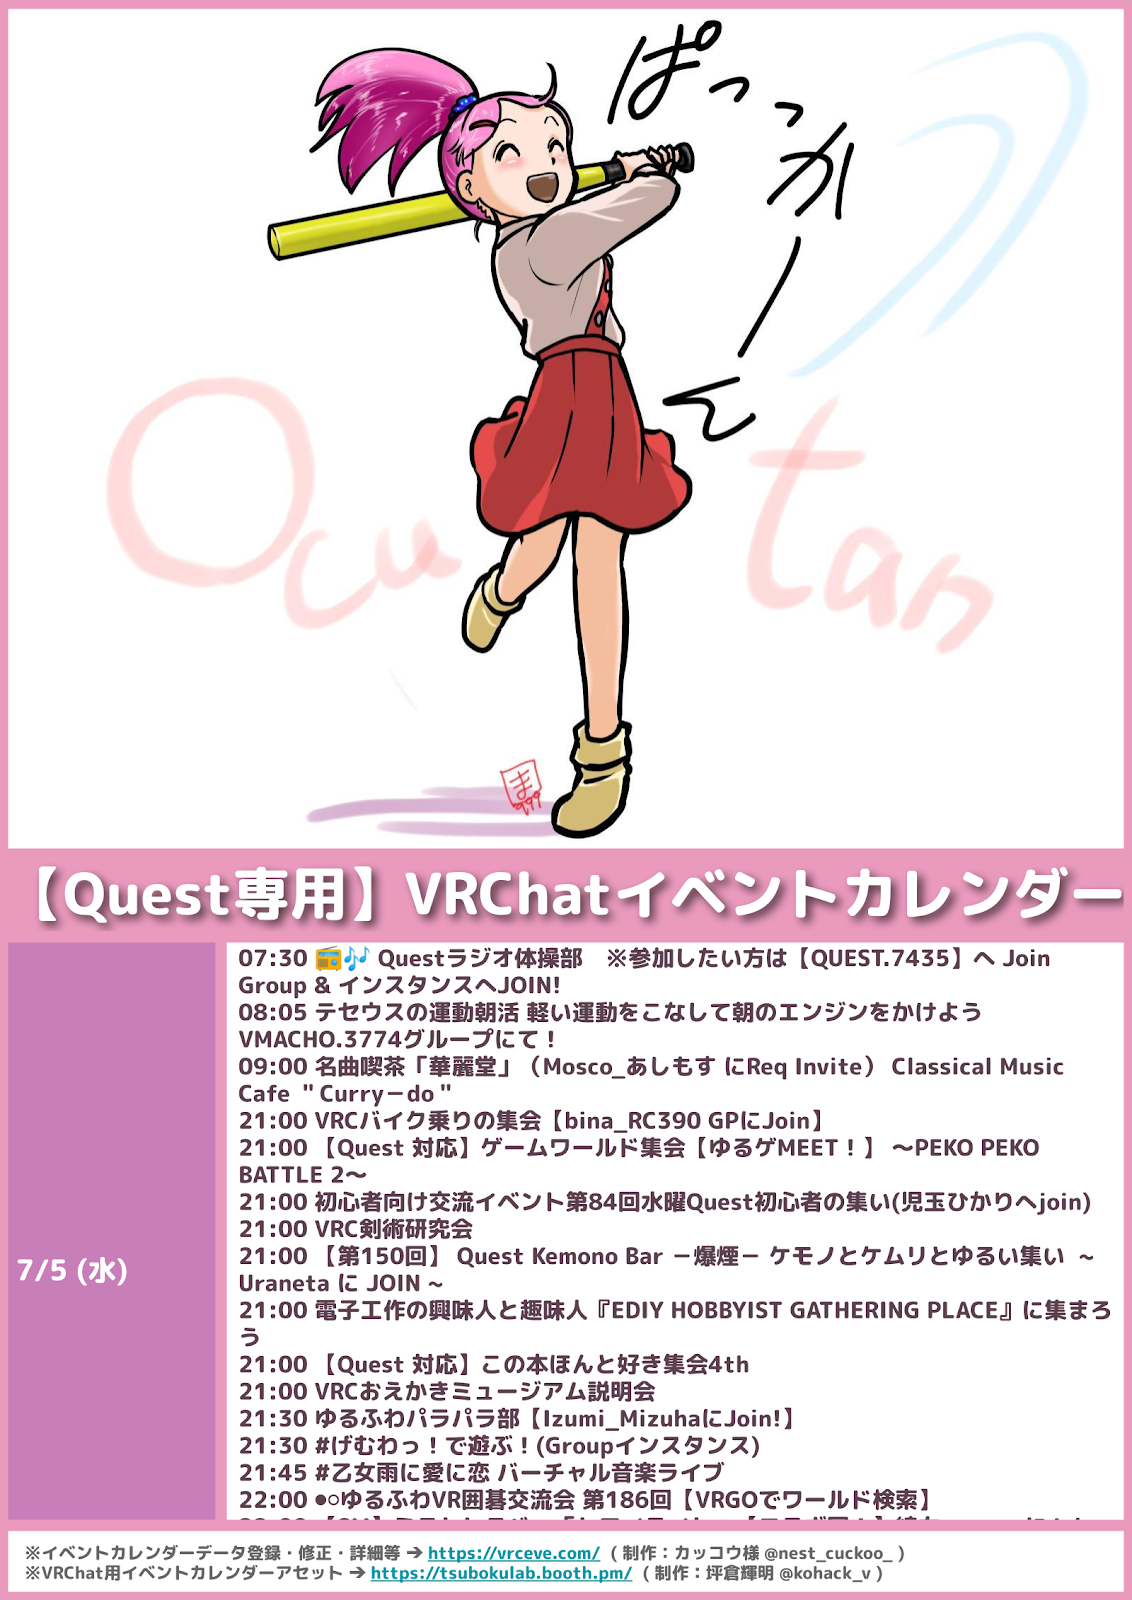 ぱっっかーん
Ocu tan
ま
999
【Quest専用】VRChatイベントカレンダー
7/5 (水)
07:30 📻🎶 Questラジオ体操部　※参加したい方は【QUEST.7435】へ Join
Group & インスタンスへJOIN!
08:05 テセウスの運動朝活 軽い運動をこなして朝のエンジンをかけよう
VMACHO.3774グループにて！
09:00 名曲喫茶「華麗堂」（Mosco_あしもす にReq Invite） Classical Music
Cafe ＂Curry－do＂
21:00 VRCバイク乗りの集会【bina_RC390 GPにJoin】
21:00 【Quest 対応】ゲームワールド集会【ゆるゲMEET！】 〜PEKO PEKO
BATTLE 2〜
21:00 初心者向け交流イベント第84回水曜Quest初心者の集い(児玉ひかりへjoin)
21:00 VRC剣術研究会
21:00 【第150回】 Quest Kemono Bar －爆煙－ ケモノとケムリとゆるい集い ~
Uraneta に JOIN ~
21:00 電子工作の興味人と趣味人『EDIY HOBBYIST GATHERING PLACE』に集まろ
う
21:00 【Quest 対応】この本ほんと好き集会4th
21:00 VRCおえかきミュージアム説明会
21:30 ゆるふわパラパラ部【Izumi_MizuhaにJoin!】
21:30 #げむわっ！で遊ぶ！(Groupインスタンス)
21:45 #乙女雨に愛に恋 バーチャル音楽ライブ
22:00 ●○ゆるふわVR囲碁交流会 第186回【VRGOでワールド検索】
※イベントカレンダーデータ登録・修正・詳細等 ➔ https://vrceve.com/ （ 制作：カッコウ様 @nest_cuckoo_ ）
※VRChat用イベントカレンダーアセット ➔ https://tsubokulab.booth.pm/ （ 制作：坪倉輝明 @kohack_v ）